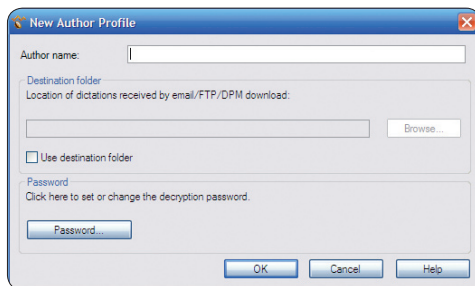 New Author Profile
Author name:
Destination folder
Location of dictations received by email/FTP/DPM download:
Browse...
Use destination folder
Password
Click here to set or change the decryption password.
Password...
OK Cancel Help